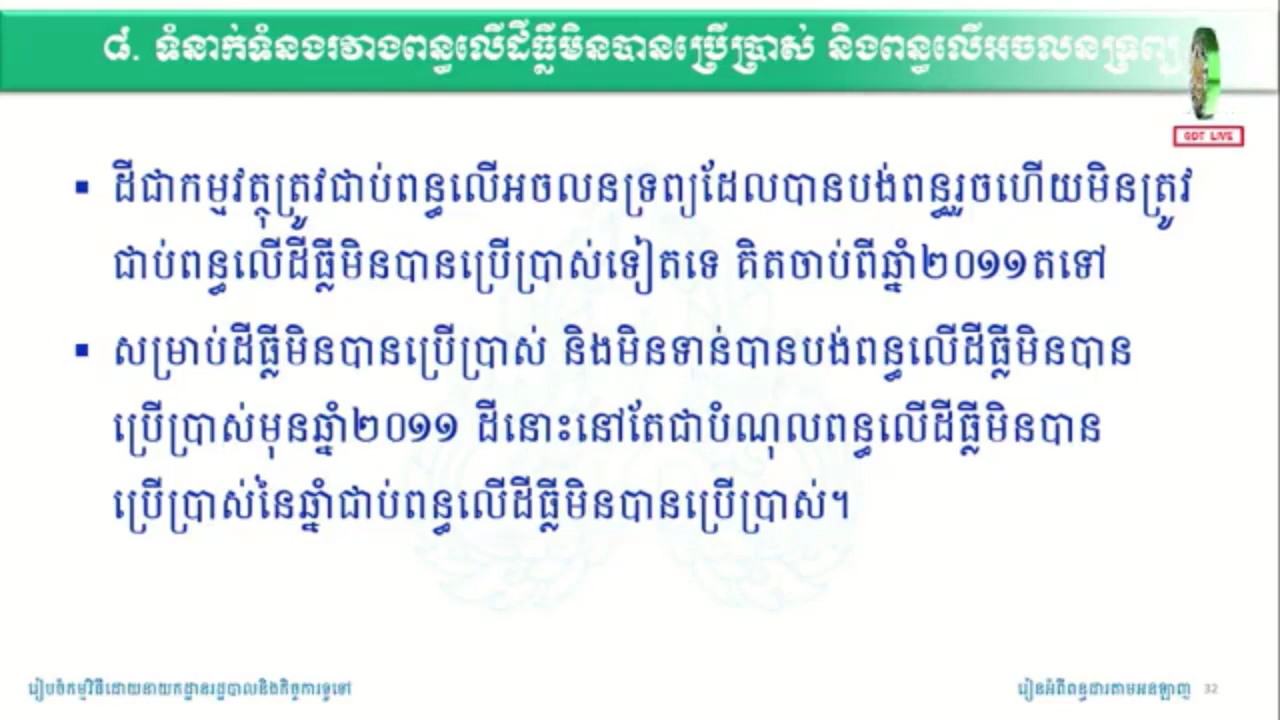 ៨. ទំនាក់ទំនងរវាងពន្ធលើដីធ្លីមិនបានប្រើប្រាស់ និងពន្ធលើអចលនទ្រព្យ
GDT LIVE
▪ ដីជាកម្មវត្ថុត្រូវជាប់ពន្ធលើអចលនទ្រព្យដែលបានបង់ពន្ធរួចហើយមិនត្រូវ
ជាប់ពន្ធលើដីធ្លីមិនបានប្រើប្រាស់ទៀតទេ គិតចាប់ពីឆ្នាំ២០១១តទៅ
▪ សម្រាប់ដីធ្លីមិនបានប្រើប្រាស់ និងមិនទាន់បានបង់ពន្ធលើដីធ្លីមិនបាន
ប្រើប្រាស់មុនឆ្នាំ២០១១ ដីនោះនៅតែជាបំណុលពន្ធលើដីធ្លីមិនបាន
ប្រើប្រាស់នៃឆ្នាំជាប់ពន្ធលើដីធ្លីមិនបានប្រើប្រាស់។
រៀបចំកម្មវិធីដោយនាយកដ្ឋានរដ្ឋបាលនិងកិច្ចការទូទៅ
រៀនអំពីពន្ធដារតាមអនឡាញ 32